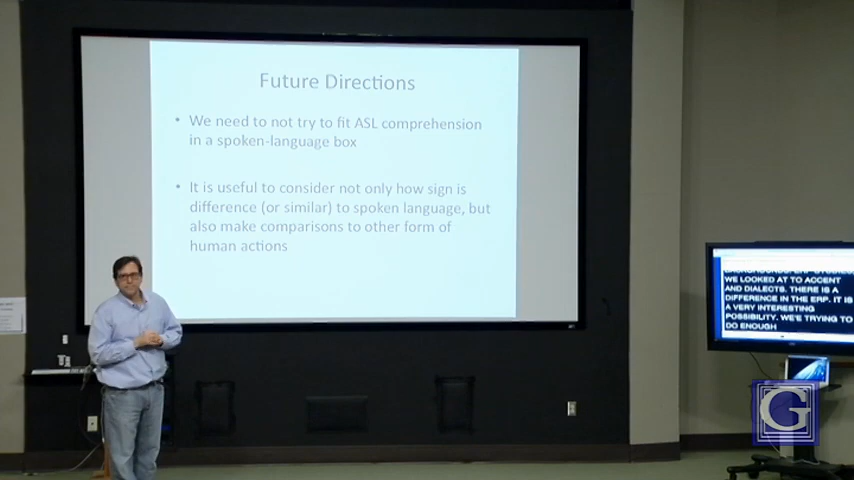 Future Directions
• We need to not try to fit ASL comprehension
in a spoken-language box
• It is useful to consider not only how sign is
difference (or similar) to spoken language, but
also make comparisons to other form of
human actions
WE LOOKED AT TO ACCENT
AND DIALECTS. THERE IS A
DIFFERENCE IN THE ERP. IT IS
A VERY INTERESTING
POSSIBILITY. WE'RE TRYING TO
DO ENOUGH
G